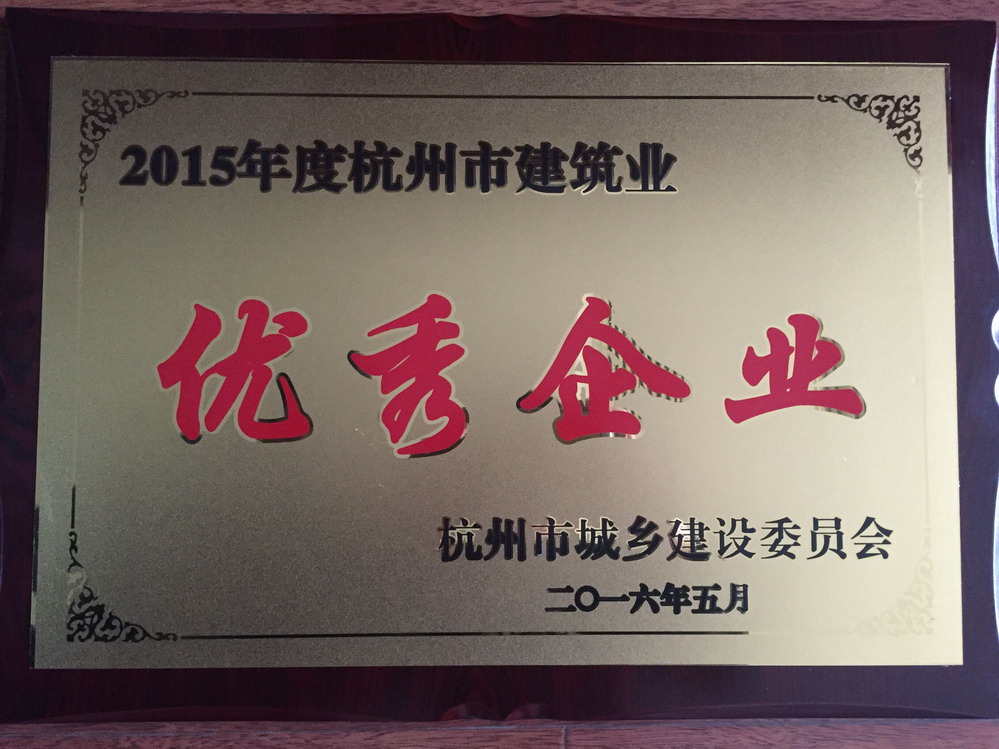 2015年度杭州市建筑业
优秀企业
杭州市城乡建设委员会
二〇一六年五月